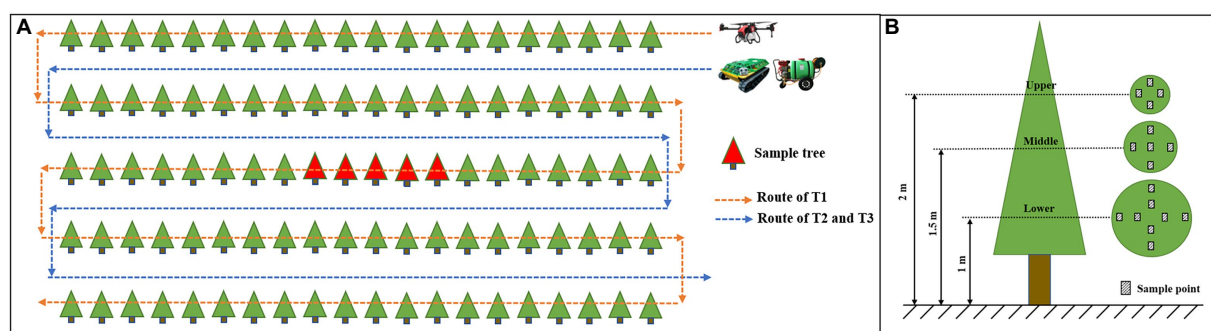 A
Sample tree
Route of T1
Route of T2 and T3
B
Upper
Middle
Lower
2 m
1.5 m
1 m
Sample point